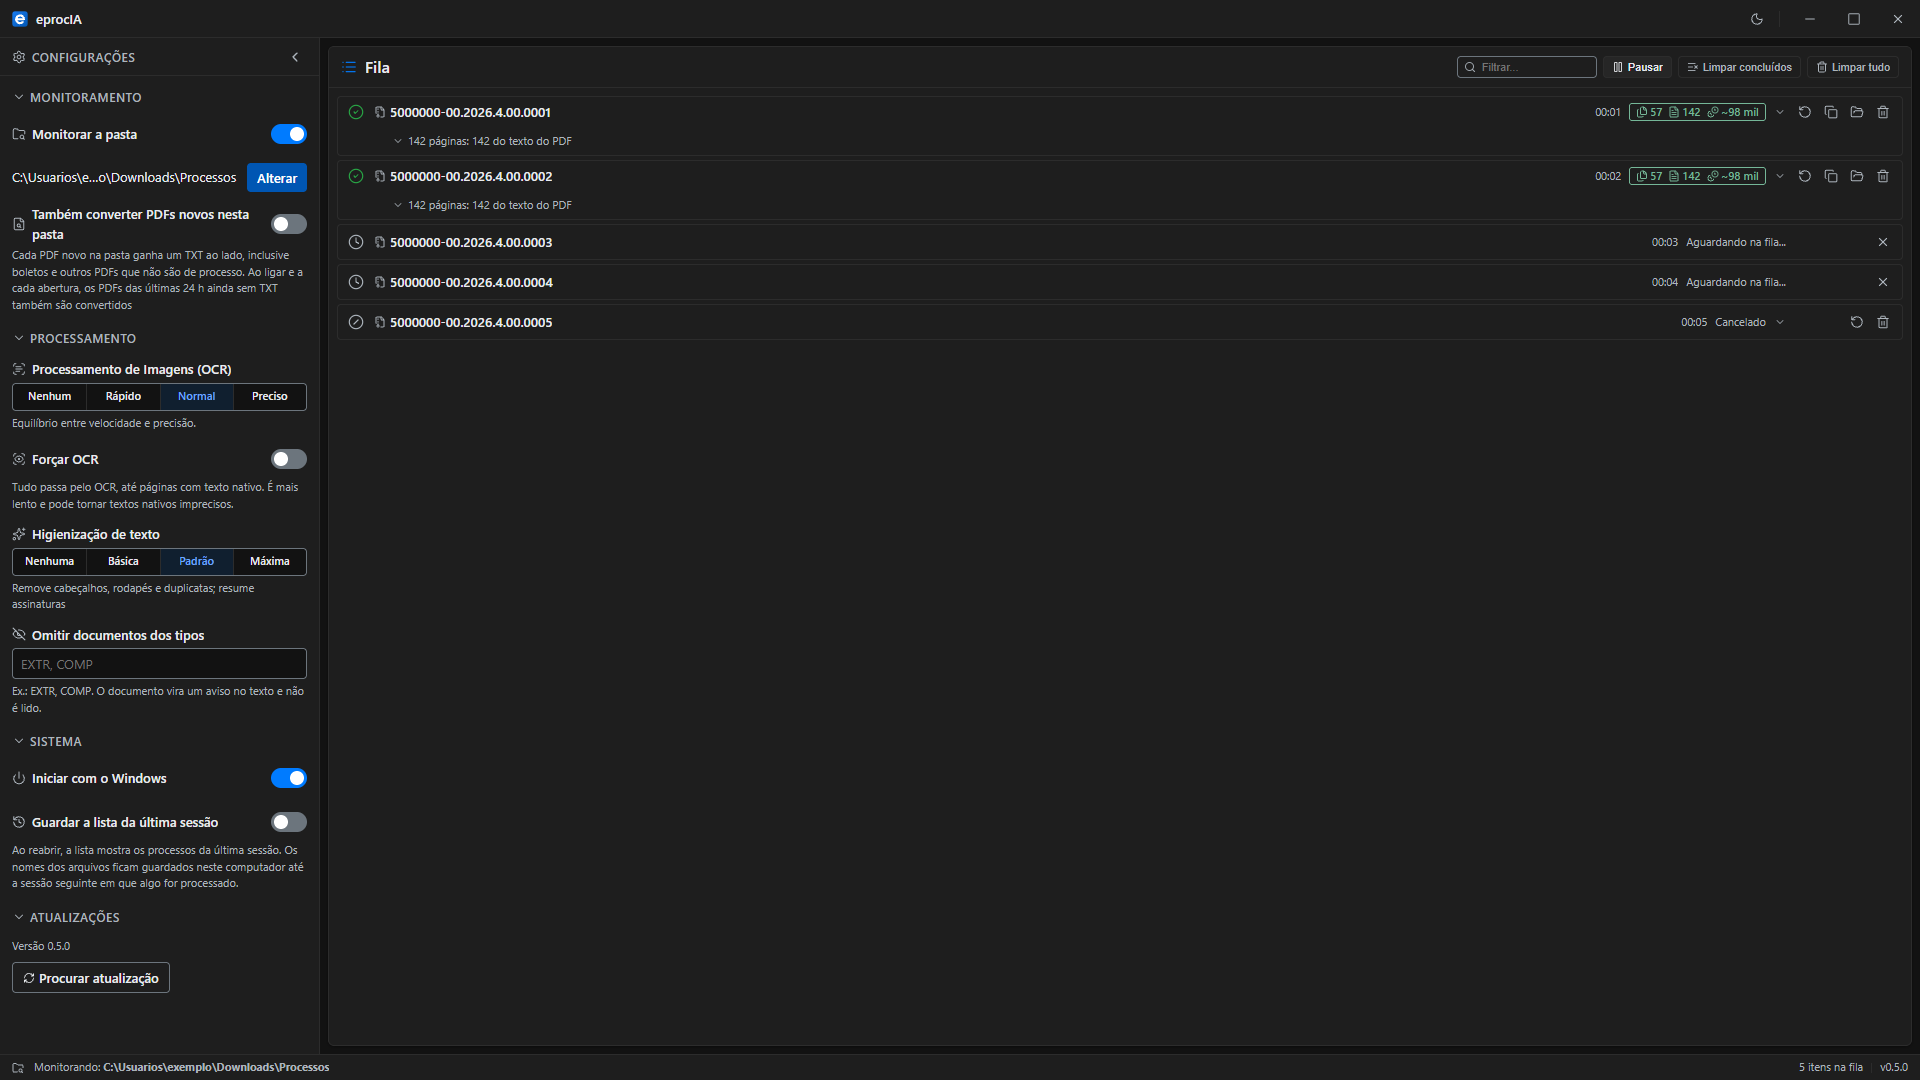 eprocIA
CONFIGURAÇÕES
MONITORAMENTO
Monitorar a pasta
C:\Usuarios\e...o\Downloads\Processos
Alterar
Também converter PDFs novos nesta
pasta
Cada PDF novo na pasta ganha um TXT ao lado, inclusive
boletos e outros PDFs que não são de processo. Ao ligar e a
cada abertura, os PDFs das últimas 24 h ainda sem TXT
também são convertidos
PROCESSAMENTO
Processamento de Imagens (OCR)
Nenhum Rápido Normal Preciso
Equilíbrio entre velocidade e precisão.
Forçar OCR
Tudo passa pelo OCR, até páginas com texto nativo. É mais
lento e pode tornar textos nativos imprecisos.
Higienização de texto
Nenhuma Básica Padrão Máxima
Remove cabeçalhos, rodapés e duplicatas; resume
assinaturas
Omitir documentos dos tipos
EXTR, COMP
Ex.: EXTR, COMP. O documento vira um aviso no texto e não
é lido.
SISTEMA
Iniciar com o Windows
Guardar a lista da última sessão
Ao reabrir, a lista mostra os processos da última sessão. Os
nomes dos arquivos ficam guardados neste computador até
a sessão seguinte em que algo for processado.
ATUALIZAÇÕES
Versão 0.5.0
Procurar atualização
Fila
Filtrar...
Pausar
Limpar concluídos
Limpar tudo
5000000-00.2026.4.00.0001 00:01 57 142 ~98 mil
142 páginas: 142 do texto do PDF
5000000-00.2026.4.00.0002 00:02 57 142 ~98 mil
142 páginas: 142 do texto do PDF
5000000-00.2026.4.00.0003 00:03 Aguardando na fila...
5000000-00.2026.4.00.0004 00:04 Aguardando na fila...
5000000-00.2026.4.00.0005 00:05 Cancelado
Monitorando: C:\Usuarios\exemplo\Downloads\Processos
5 itens na fila
v0.5.0